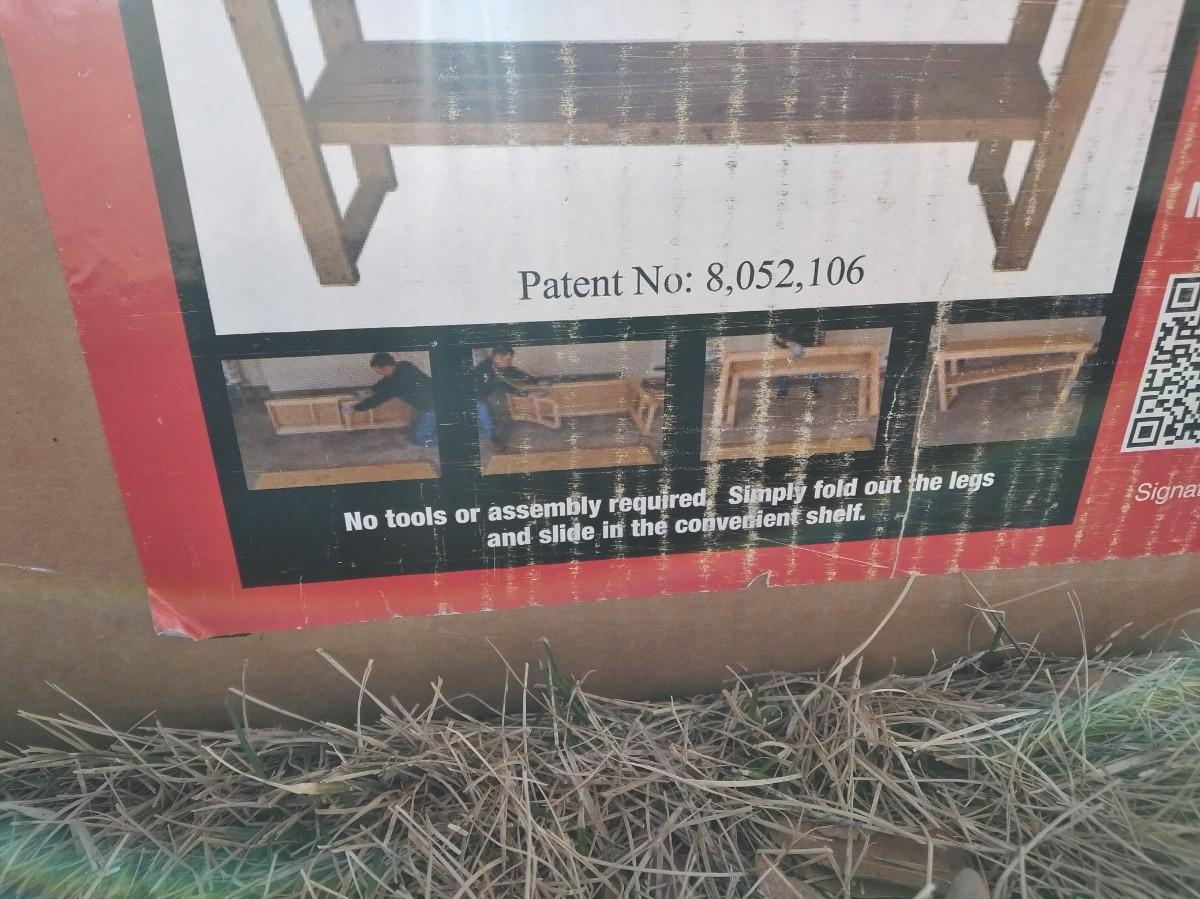 Patent No: 8,052,106
No tools or assembly required. Simply fold out the legs
and slide in the convenient shelf.